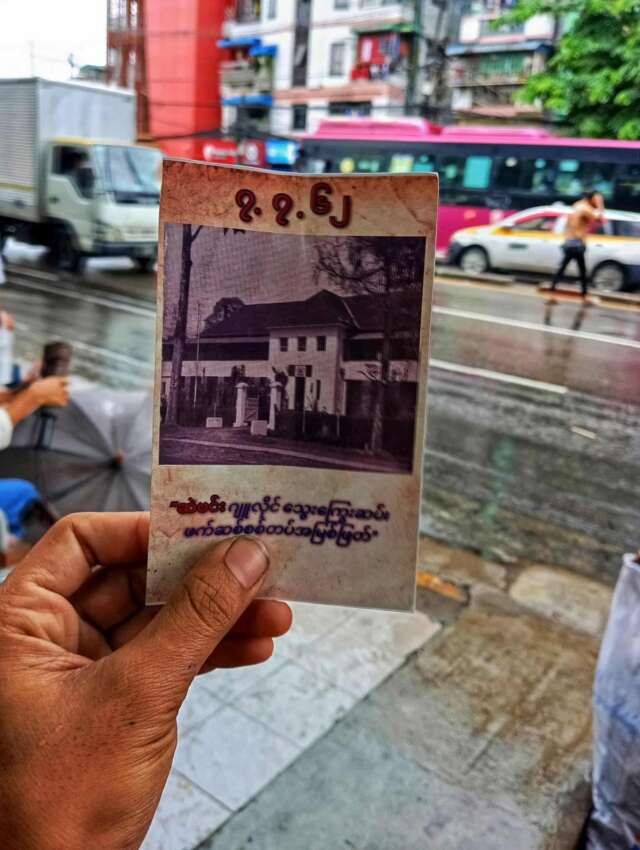 ၇. ၇. ၆၂
"ဆဲဗင်း ဂျူလိုင် သွေးကြွေးဆပ်
ဖက်ဆစ်စစ်တပ်အမြစ်ဖြတ်"